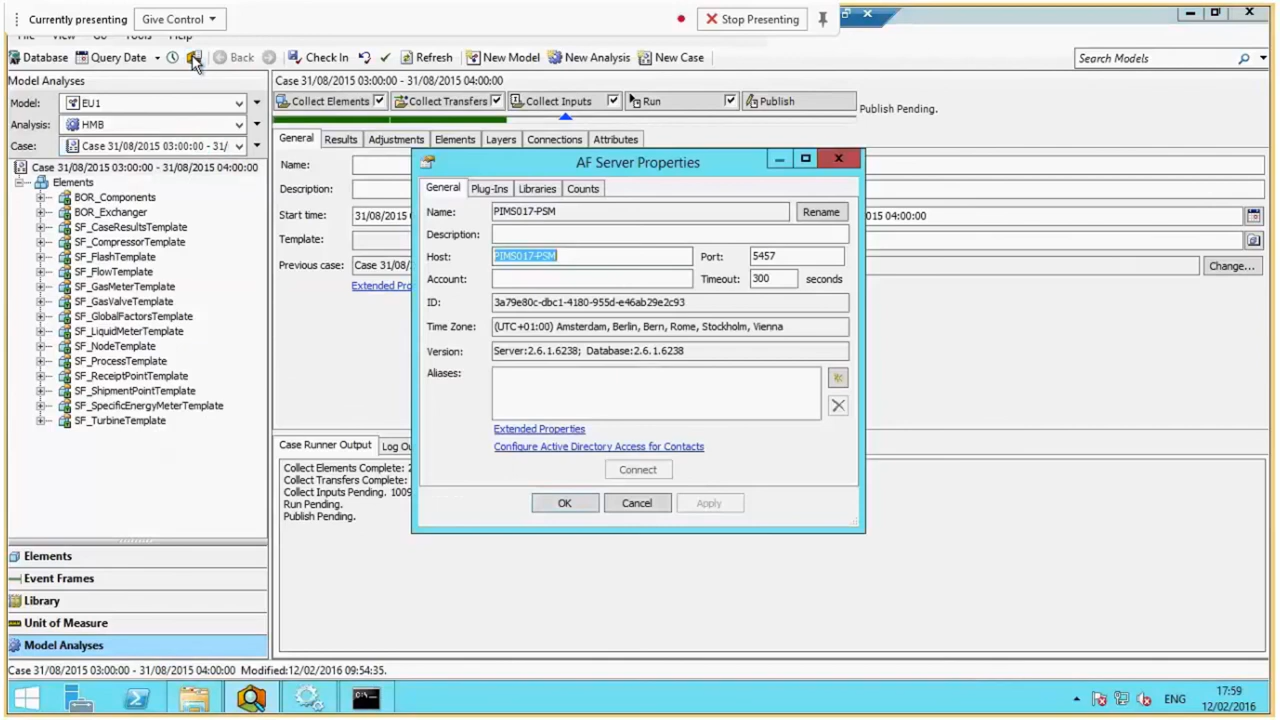 Currently presenting Give Control Stop Presenting
View Go Tools Help
Database Query Date Back Check In Refresh New Model New Analysis New Case Search Models
Model Analyses
Model: EU1
Analysis: HMB
Case: Case 31/08/2015 03:00:00 - 31/
Case 31/08/2015 03:00:00 - 31/08/2015 04:00:00
Elements
BOR_Components
BOR_Exchanger
SF_CaseResultsTemplate
SF_CompressorTemplate
SF_FlashTemplate
SF_FlowTemplate
SF_GasMeterTemplate
SF_GasValveTemplate
SF_GlobalFactorsTemplate
SF_LiquidMeterTemplate
SF_NodeTemplate
SF_ProcessTemplate
SF_ReceiptPointTemplate
SF_ShipmentPointTemplate
SF_SpecificEnergyMeterTemplate
SF_TurbineTemplate
Elements
Event Frames
Library
Unit of Measure
Model Analyses
Case 31/08/2015 03:00:00 - 31/08/2015 04:00:00
Collect Elements Collect Transfers Collect Inputs Run Publish Publish Pending.
General Results Adjustments Elements Layers Connections Attributes
Name:
Description:
Start time: 31/08/2015 15 04:00:00
Template:
Previous case: Case 31/08/ Change...
Extended Pro
AF Server Properties
General Plug-Ins Libraries Counts
Name: PIMS017-PSM Rename
Description:
Host: PIMS017-PSM Port: 5457
Account: Timeout: 300 seconds
ID: 3a79e80c-dbc1-4180-955d-e46ab29e2c93
Time Zone: (UTC+01:00) Amsterdam, Berlin, Bern, Rome, Stockholm, Vienna
Version: Server:2.6.1.6238; Database:2.6.1.6238
Aliases:
Extended Properties
Configure Active Directory Access for Contacts
Connect
OK Cancel Apply
Case Runner Output Log Ou
Collect Elements Complete: 2
Collect Transfers Complete:
Collect Inputs Pending. 1009
Run Pending.
Publish Pending.
Case 31/08/2015 03:00:00 - 31/08/2015 04:00:00 Modified:12/02/2016 09:54:35.
ENG 17:59
12/02/2016